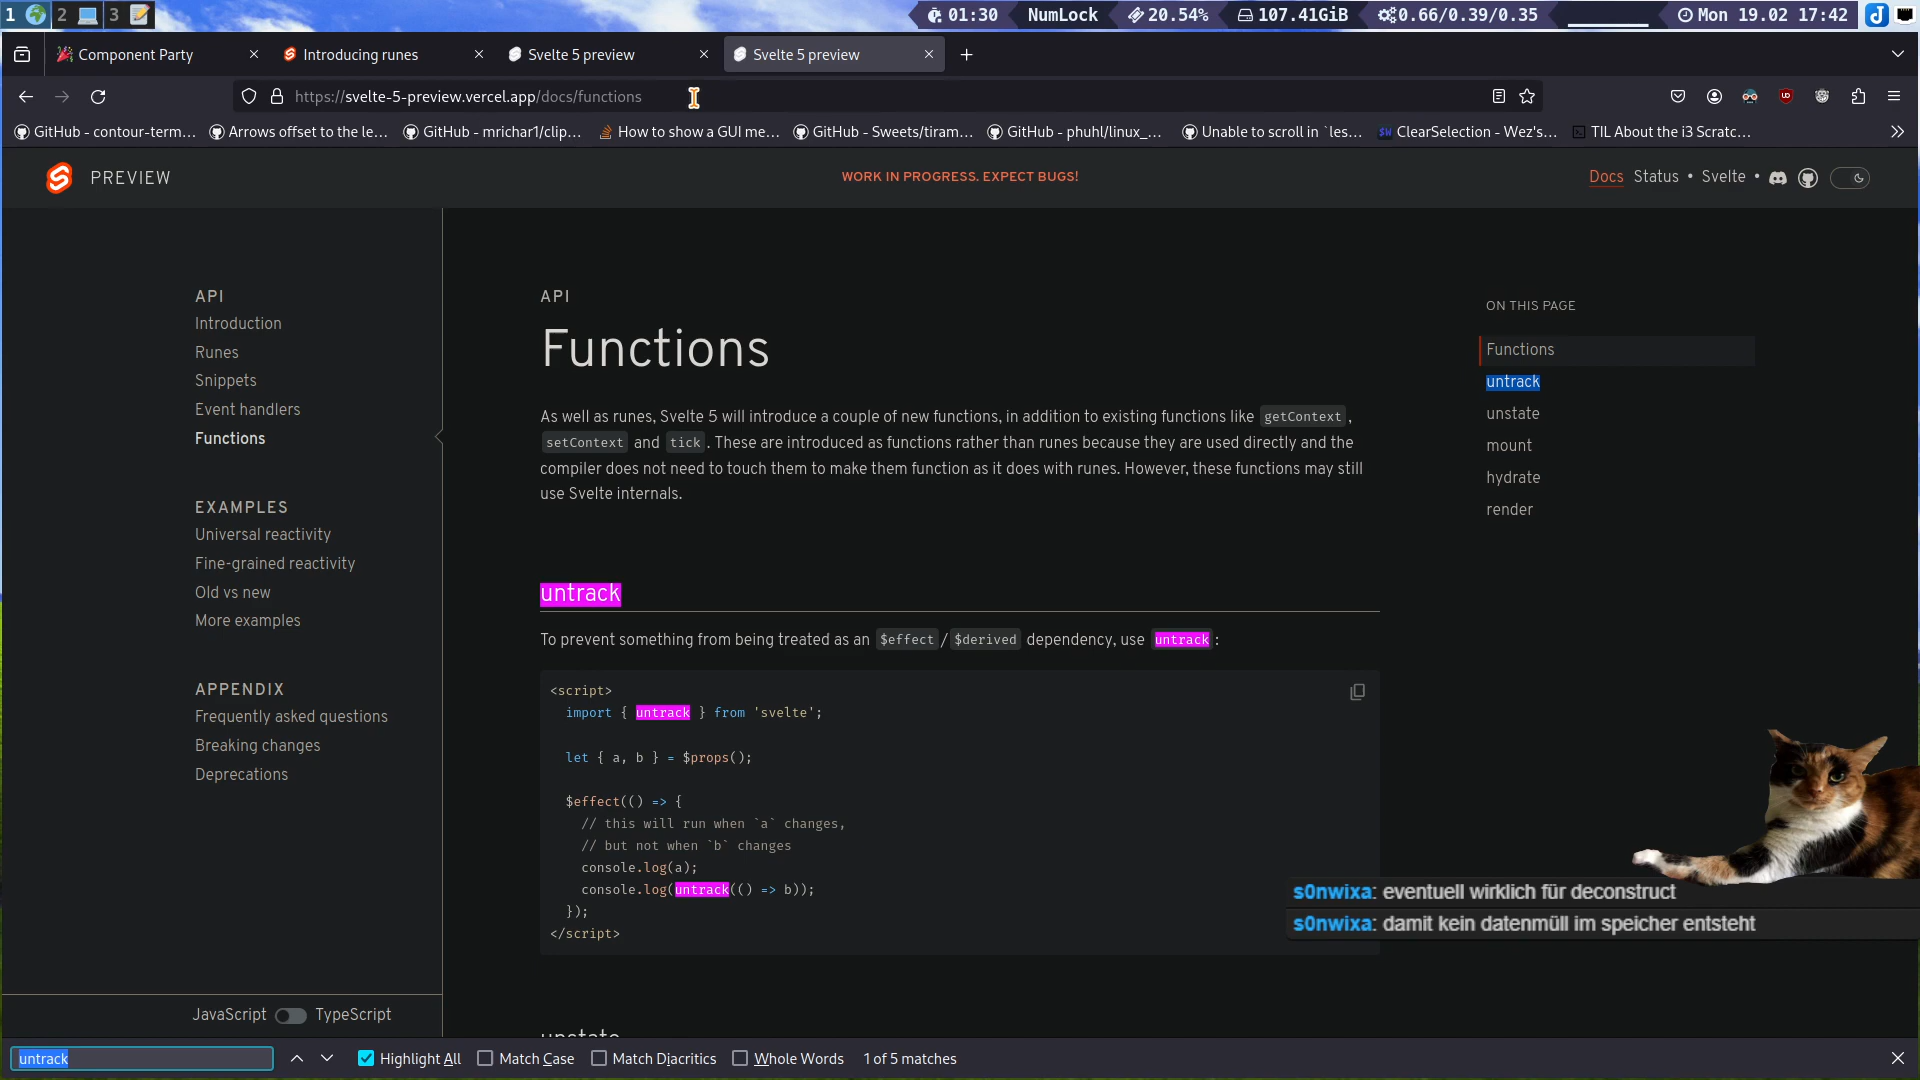 1 2 3 01:30 NumLock 20.54% 107.41GiB 0.66/0.39/0.35 Mon 19.02 17:42
Component Party Introducing runes Svelte 5 preview Svelte 5 preview
https://svelte-5-preview.vercel.app/docs/functions
GitHub - contour-term… Arrows offset to the le… GitHub - mrichar1/clip… How to show a GUI me… GitHub - Sweets/tiram… GitHub - phuhl/linux_… Unable to scroll in `les… ClearSelection - Wez's… TIL About the i3 Scratc…
PREVIEW
WORK IN PROGRESS. EXPECT BUGS!
Docs Status • Svelte •
API
Introduction
Runes
Snippets
Event handlers
Functions
EXAMPLES
Universal reactivity
Fine-grained reactivity
Old vs new
More examples
APPENDIX
Frequently asked questions
Breaking changes
Deprecations
JavaScript TypeScript
API
Functions
As well as runes, Svelte 5 will introduce a couple of new functions, in addition to existing functions like getContext,
setContext and tick. These are introduced as functions rather than runes because they are used directly and the
compiler does not need to touch them to make them function as it does with runes. However, these functions may still
use Svelte internals.
untrack
To prevent something from being treated as an $effect/$derived dependency, use untrack:
<script>
import { untrack } from 'svelte';
let { a, b } = $props();
$effect(() => {
// this will run when `a` changes,
// but not when `b` changes
console.log(a);
console.log(untrack(() => b));
});
</script>
unstate
ON THIS PAGE
Functions
untrack
unstate
mount
hydrate
render
s0nwixa: eventuell wirklich für deconstruct
s0nwixa: damit kein datenmüll im speicher entsteht
untrack Highlight All Match Case Match Diacritics Whole Words 1 of 5 matches